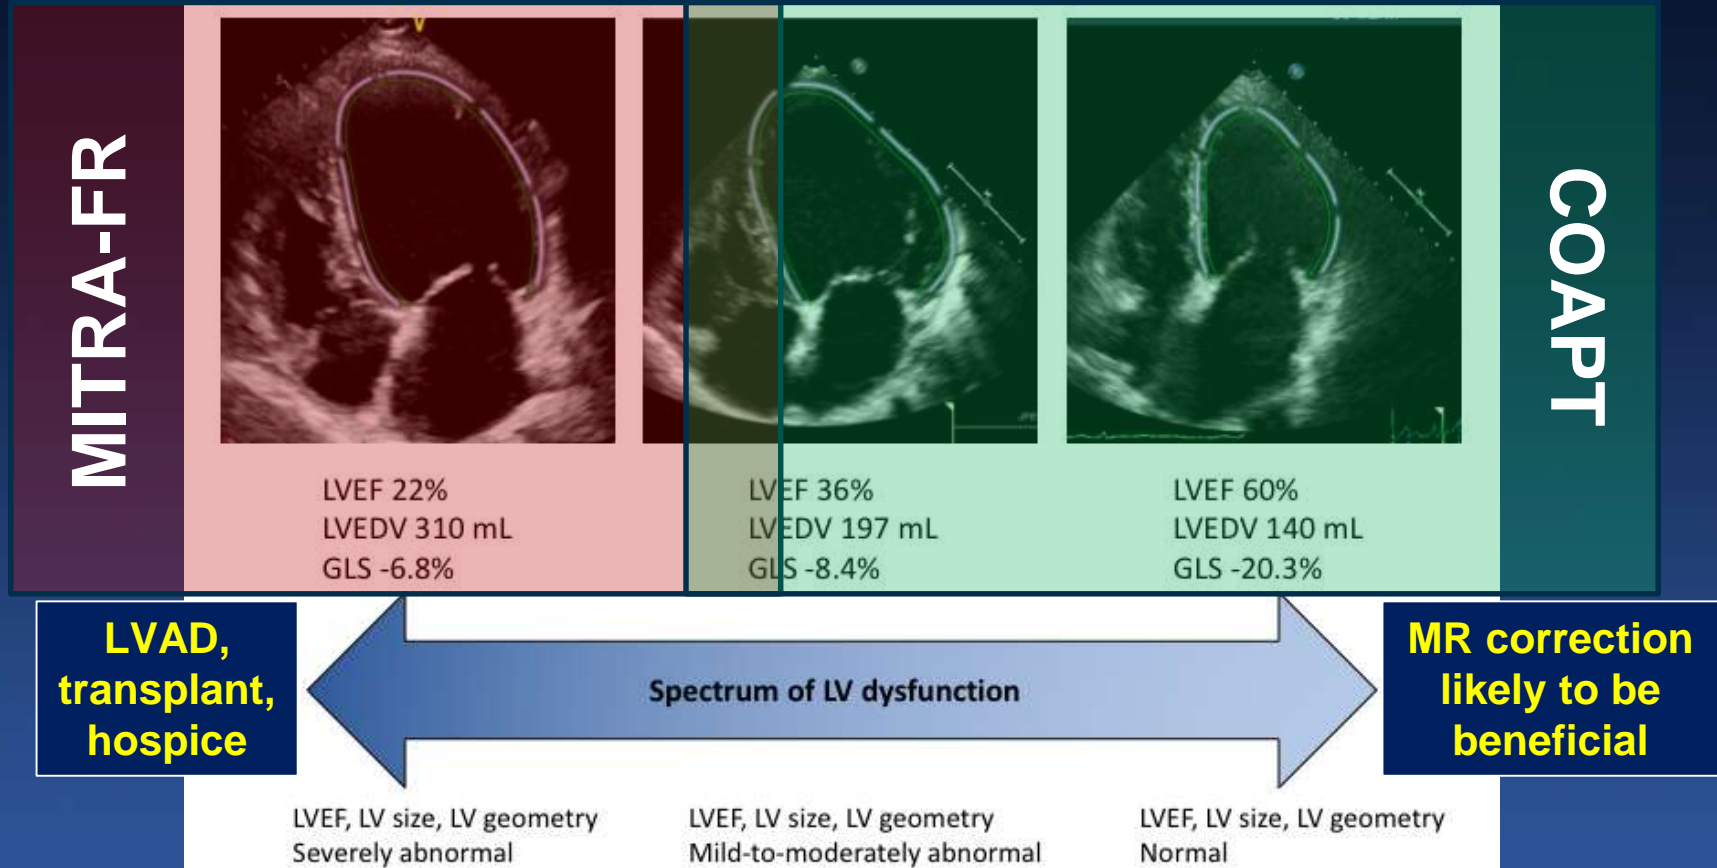 MITRA-FR
COAPT
LVEF 22%
LVEDV 310 mL
GLS -6.8%
LVEF 36%
LVEDV 197 mL
GLS -8.4%
LVEF 60%
LVEDV 140 mL
GLS -20.3%
LVAD,
transplant,
hospice
Spectrum of LV dysfunction
MR correction
likely to be
beneficial
LVEF, LV size, LV geometry
Severely abnormal
LVEF, LV size, LV geometry
Mild-to-moderately abnormal
LVEF, LV size, LV geometry
Normal